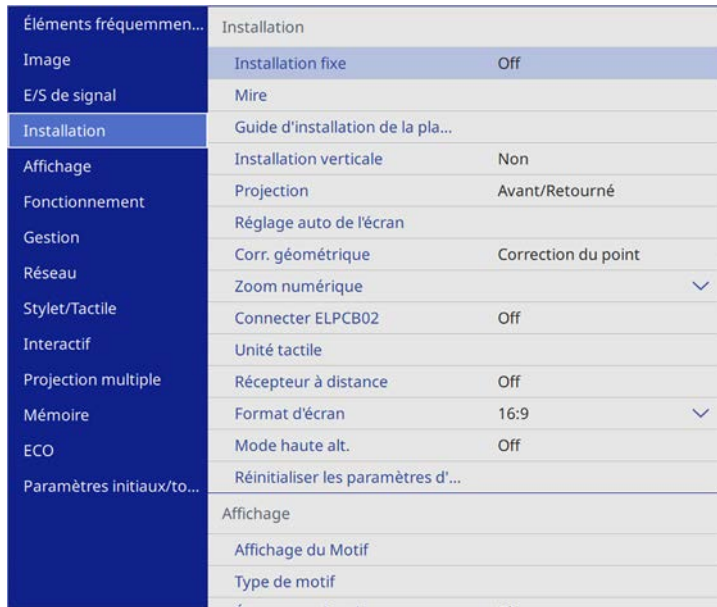 Éléments fréquemmen...
Image
E/S de signal
Installation
Affichage
Fonctionnement
Gestion
Réseau
Stylet/Tactile
Interactif
Projection multiple
Mémoire
ECO
Paramètres initiaux/to...
Installation
Installation fixe Off
Mire
Guide d'installation de la pla...
Installation verticale Non
Projection Avant/Retourné
Réglage auto de l'écran
Corr. géométrique Correction du point
Zoom numérique
Connecter ELPCB02 Off
Unité tactile
Récepteur à distance Off
Format d'écran 16:9
Mode haute alt. Off
Réinitialiser les paramètres d'...
Affichage
Affichage du Motif
Type de motif